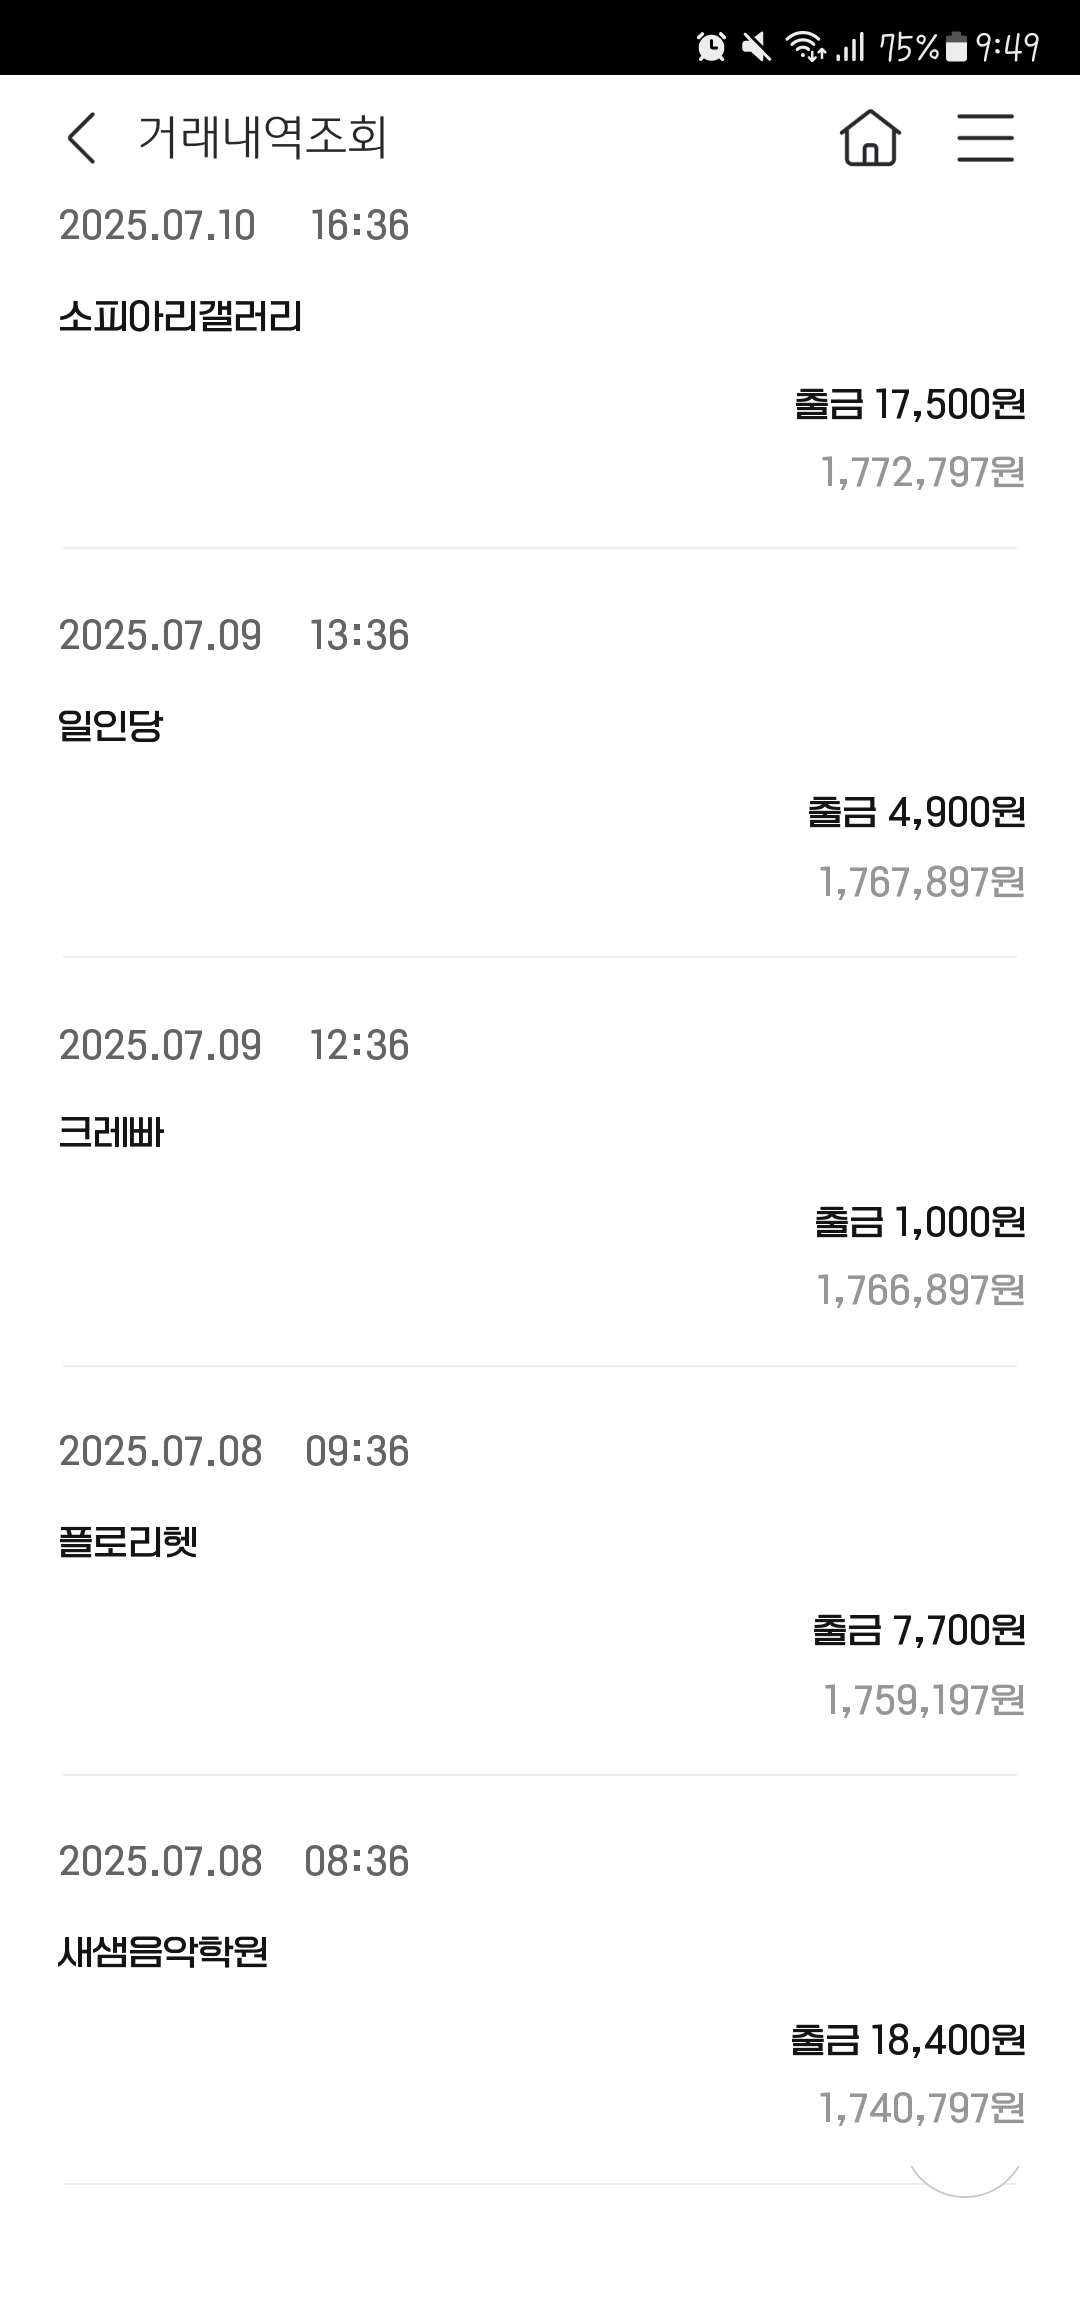 75% 9:49
거래내역조회
2025.07.10 16:36
소피아리갤러리
출금 17,500원
1,772,797원
2025.07.09 13:36
일인당
출금 4,900원
1,767,897원
2025.07.09 12:36
크레빠
출금 1,000원
1,766,897원
2025.07.08 09:36
플로리헷
출금 7,700원
1,759,197원
2025.07.08 08:36
새샘음악학원
출금 18,400원
1,740,797원